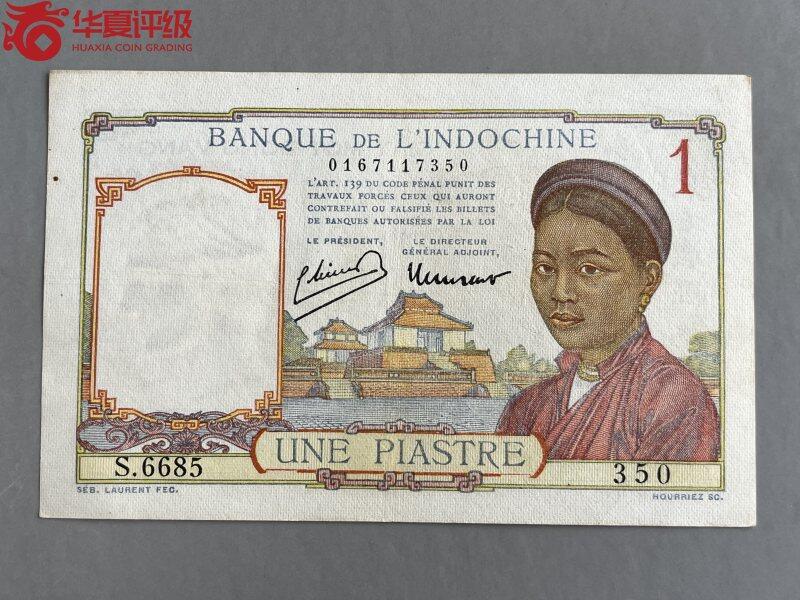 华夏评级
HUAXIA COIN GRADING
BANQUE DE L'INDOCHINE
1
0167117350
L'ART. 139 DU CODE PÉNAL PUNIT DES
TRAVAUX FORCÉS CEUX QUI AURONT
CONTREFAIT OU FALSIFIÉ LES BILLETS
DE BANQUES AUTORISÉES PAR LA LOI
LE PRÉSIDENT,
LE DIRECTEUR
GÉNÉRAL ADJOINT,
S.6685
UNE PIASTRE
350
SÉB. LAURENT FEC.
HOURRIEZ SC.